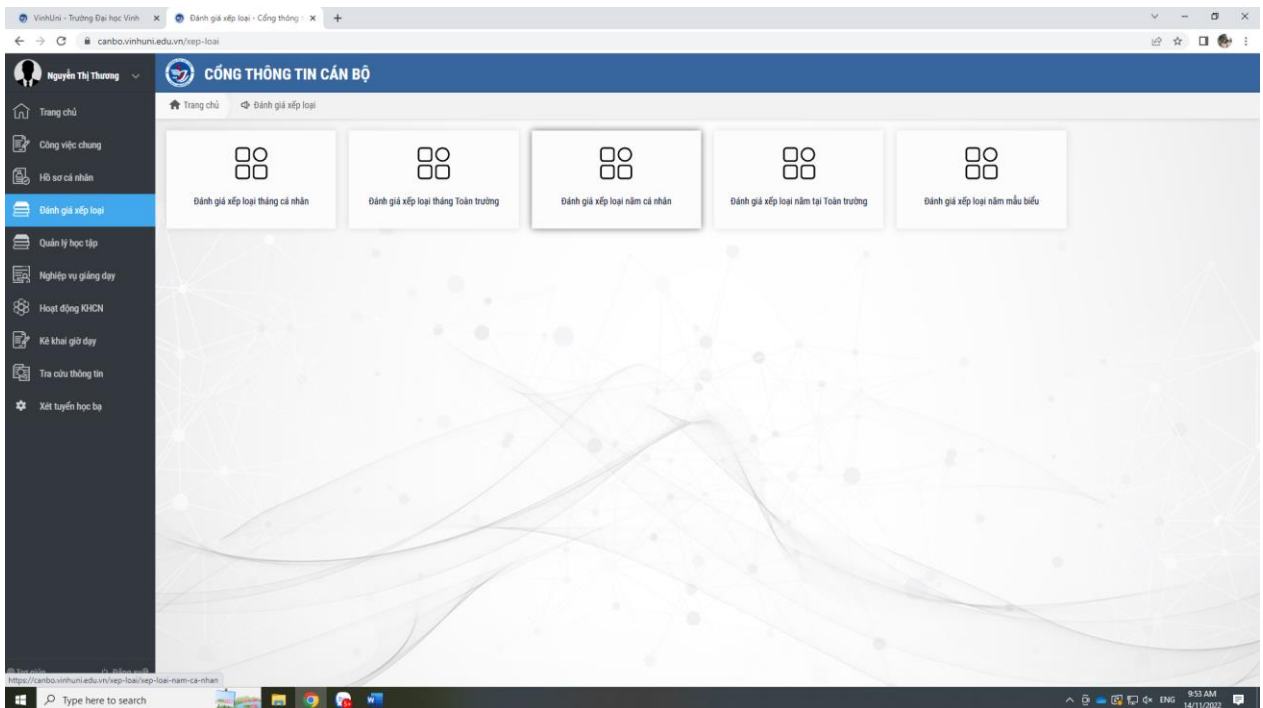 VinhUni - Trường Đại học Vinh
Đánh giá xếp loại - Cổng thông
canbo.vinhuni.edu.vn/xep-loai
Nguyễn Thị Thương
CỔNG THÔNG TIN CÁN BỘ
Trang chủ
Đánh giá xếp loại
Trang chủ
Công việc chung
Hồ sơ cá nhân
Đánh giá xếp loại
Quản lý học tập
Nghiệp vụ giảng dạy
Hoạt động KHCN
Kê khai giờ dạy
Tra cứu thông tin
Xét tuyển học bạ
Đánh giá xếp loại tháng cá nhân
Đánh giá xếp loại tháng Toàn trường
Đánh giá xếp loại năm cá nhân
Đánh giá xếp loại năm tại Toàn trường
Đánh giá xếp loại năm mẫu biểu
https://canbo.vinhuni.edu.vn/xep-loai/xep-loai-nam-ca-nhan
Type here to search
ENG
9:53 AM
14/11/2022